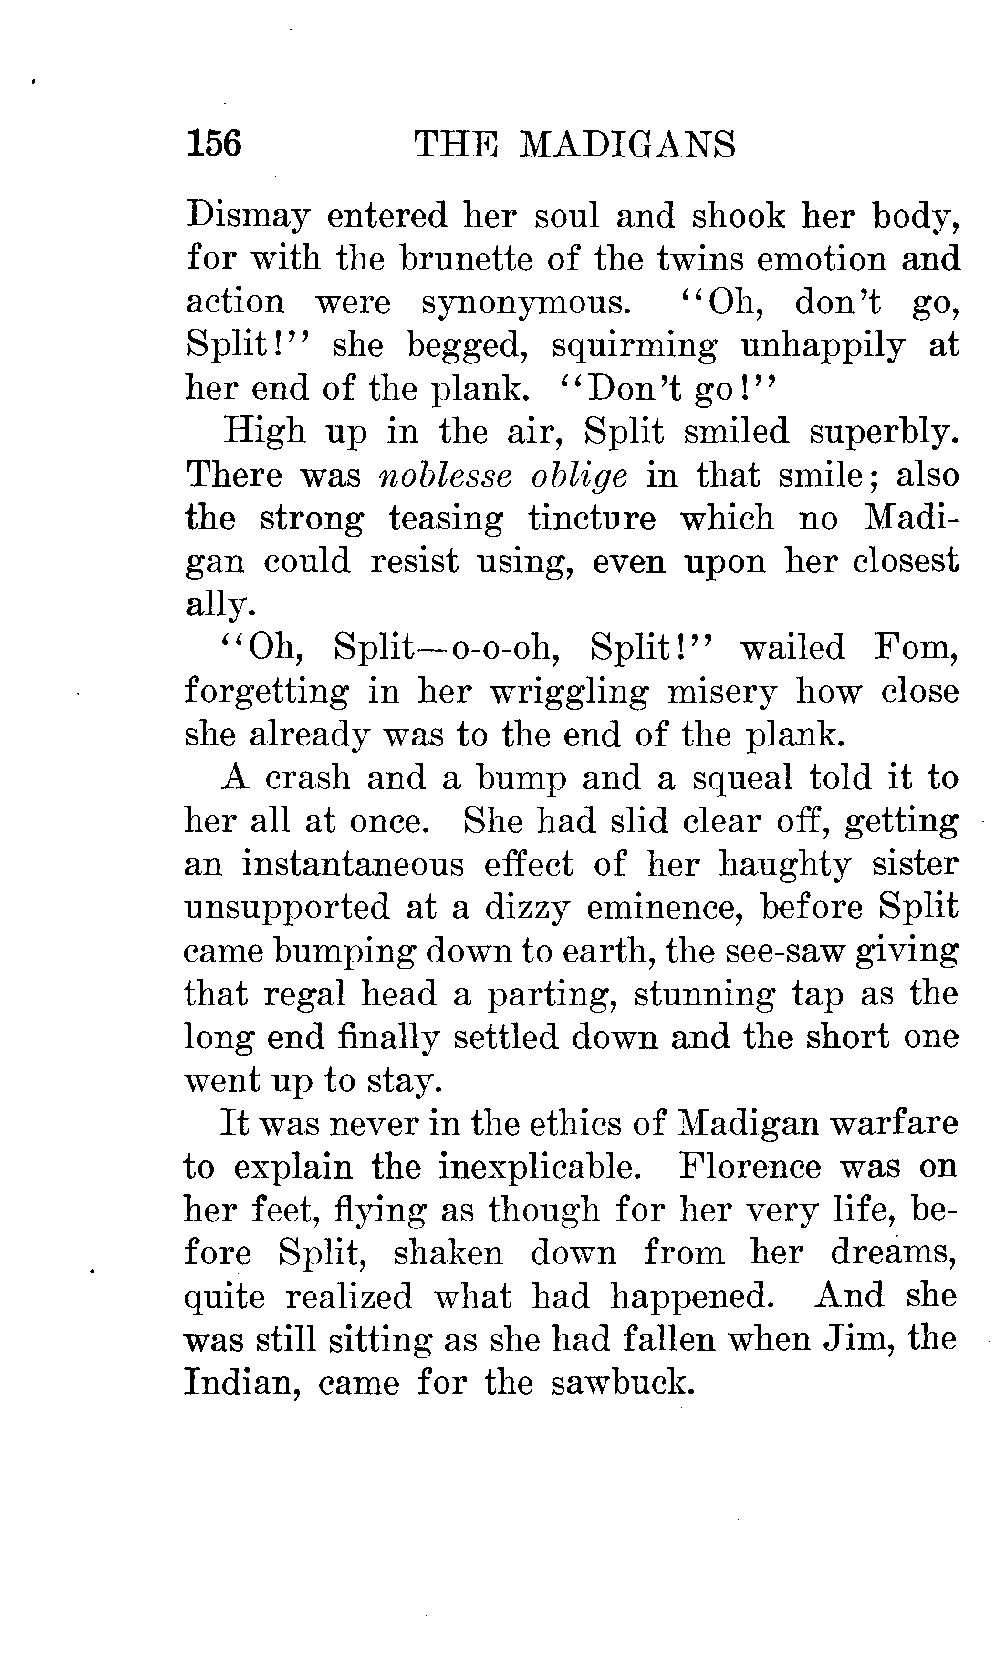 156 THE MADIGANS
Dismay entered her soul and shook her body,
for with the brunette of the twins emotion and
action were synonymous. "Oh, don't go,
Split!" she begged, squirming unhappily at
her end of the plank. "Don't go!"
High up in the air, Split smiled superbly.
There was noblesse oblige in that smile; also
the strong teasing tincture which no Madi-
gan could resist using, even upon her closest
ally.
"Oh, Split—o-o-oh, Split!" wailed Fom,
forgetting in her wriggling misery how close
she already was to the end of the plank.
A crash and a bump and a squeal told it to
her all at once. She had slid clear off, getting
an instantaneous effect of her haughty sister
unsupported at a dizzy eminence, before Split
came bumping down to earth, the see-saw giving
that regal head a parting, stunning tap as the
long end finally settled down and the short one
went up to stay.
It was never in the ethics of Madigan warfare
to explain the inexplicable. Florence was on
her feet, flying as though for her very life, be-
fore Split, shaken down from her dreams,
quite realized what had happened. And she
was still sitting as she had fallen when Jim, the
Indian, came for the sawbuck.